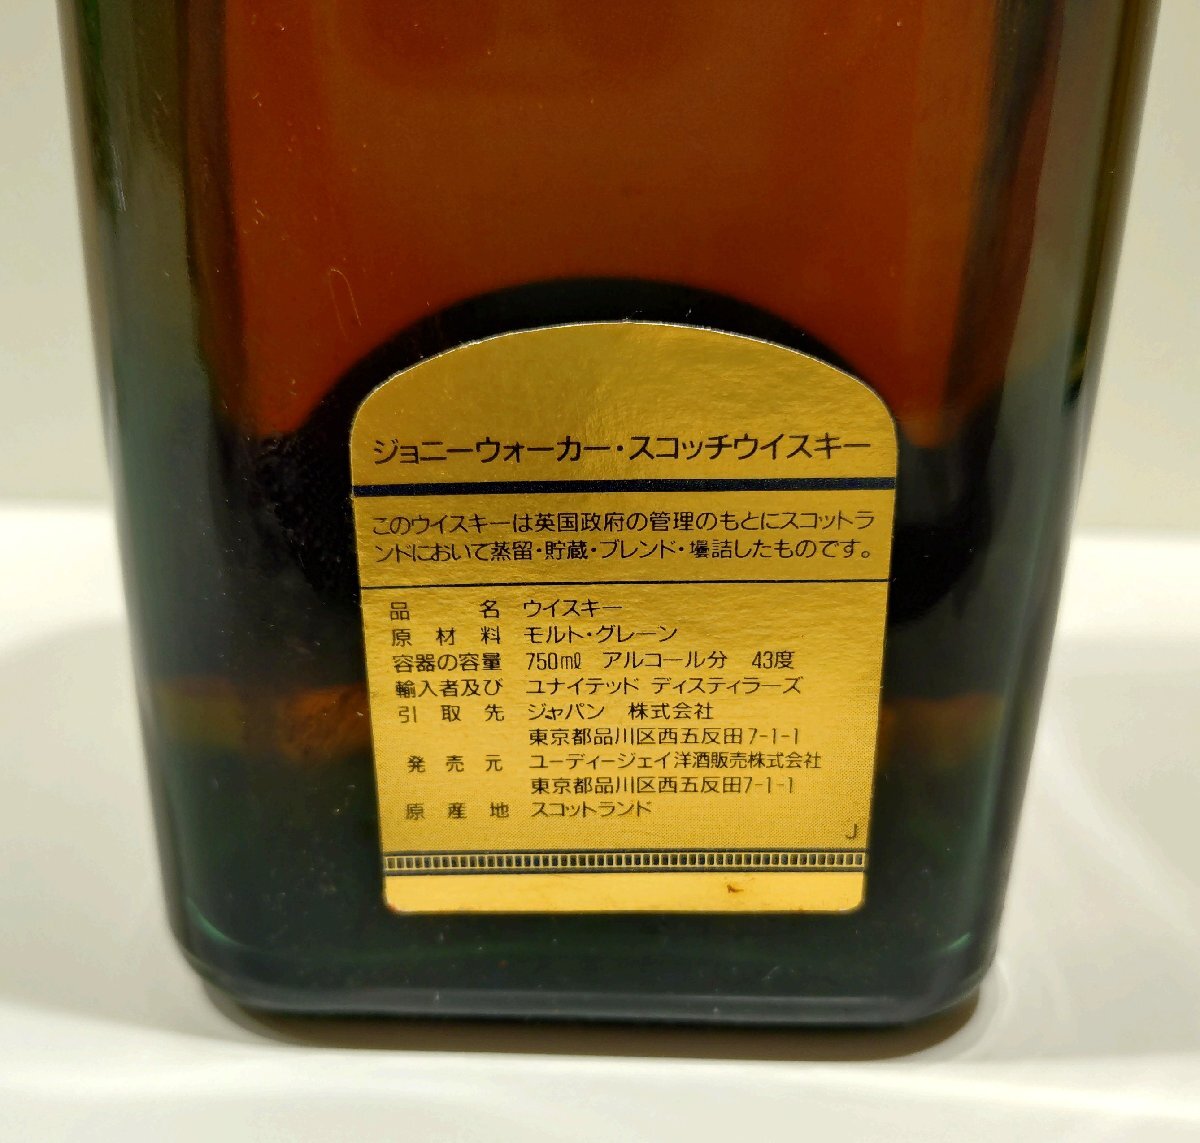 ジョニーウォーカー・スコッチウイスキー
このウイスキーは英国政府の管理のもとにスコットラ
ンドにおいて蒸留・貯蔵・ブレンド・壜詰したものです。
品名 ウイスキー
原材料 モルト・グレーン
容器の容量 750mℓ アルコール分 43度
輸入者及び ユナイテッド ディスティラーズ
引取先 ジャパン 株式会社
東京都品川区西五反田7-1-1
発売元 ユーディージェイ洋酒販売株式会社
東京都品川区西五反田7-1-1
原産地 スコットランド
J